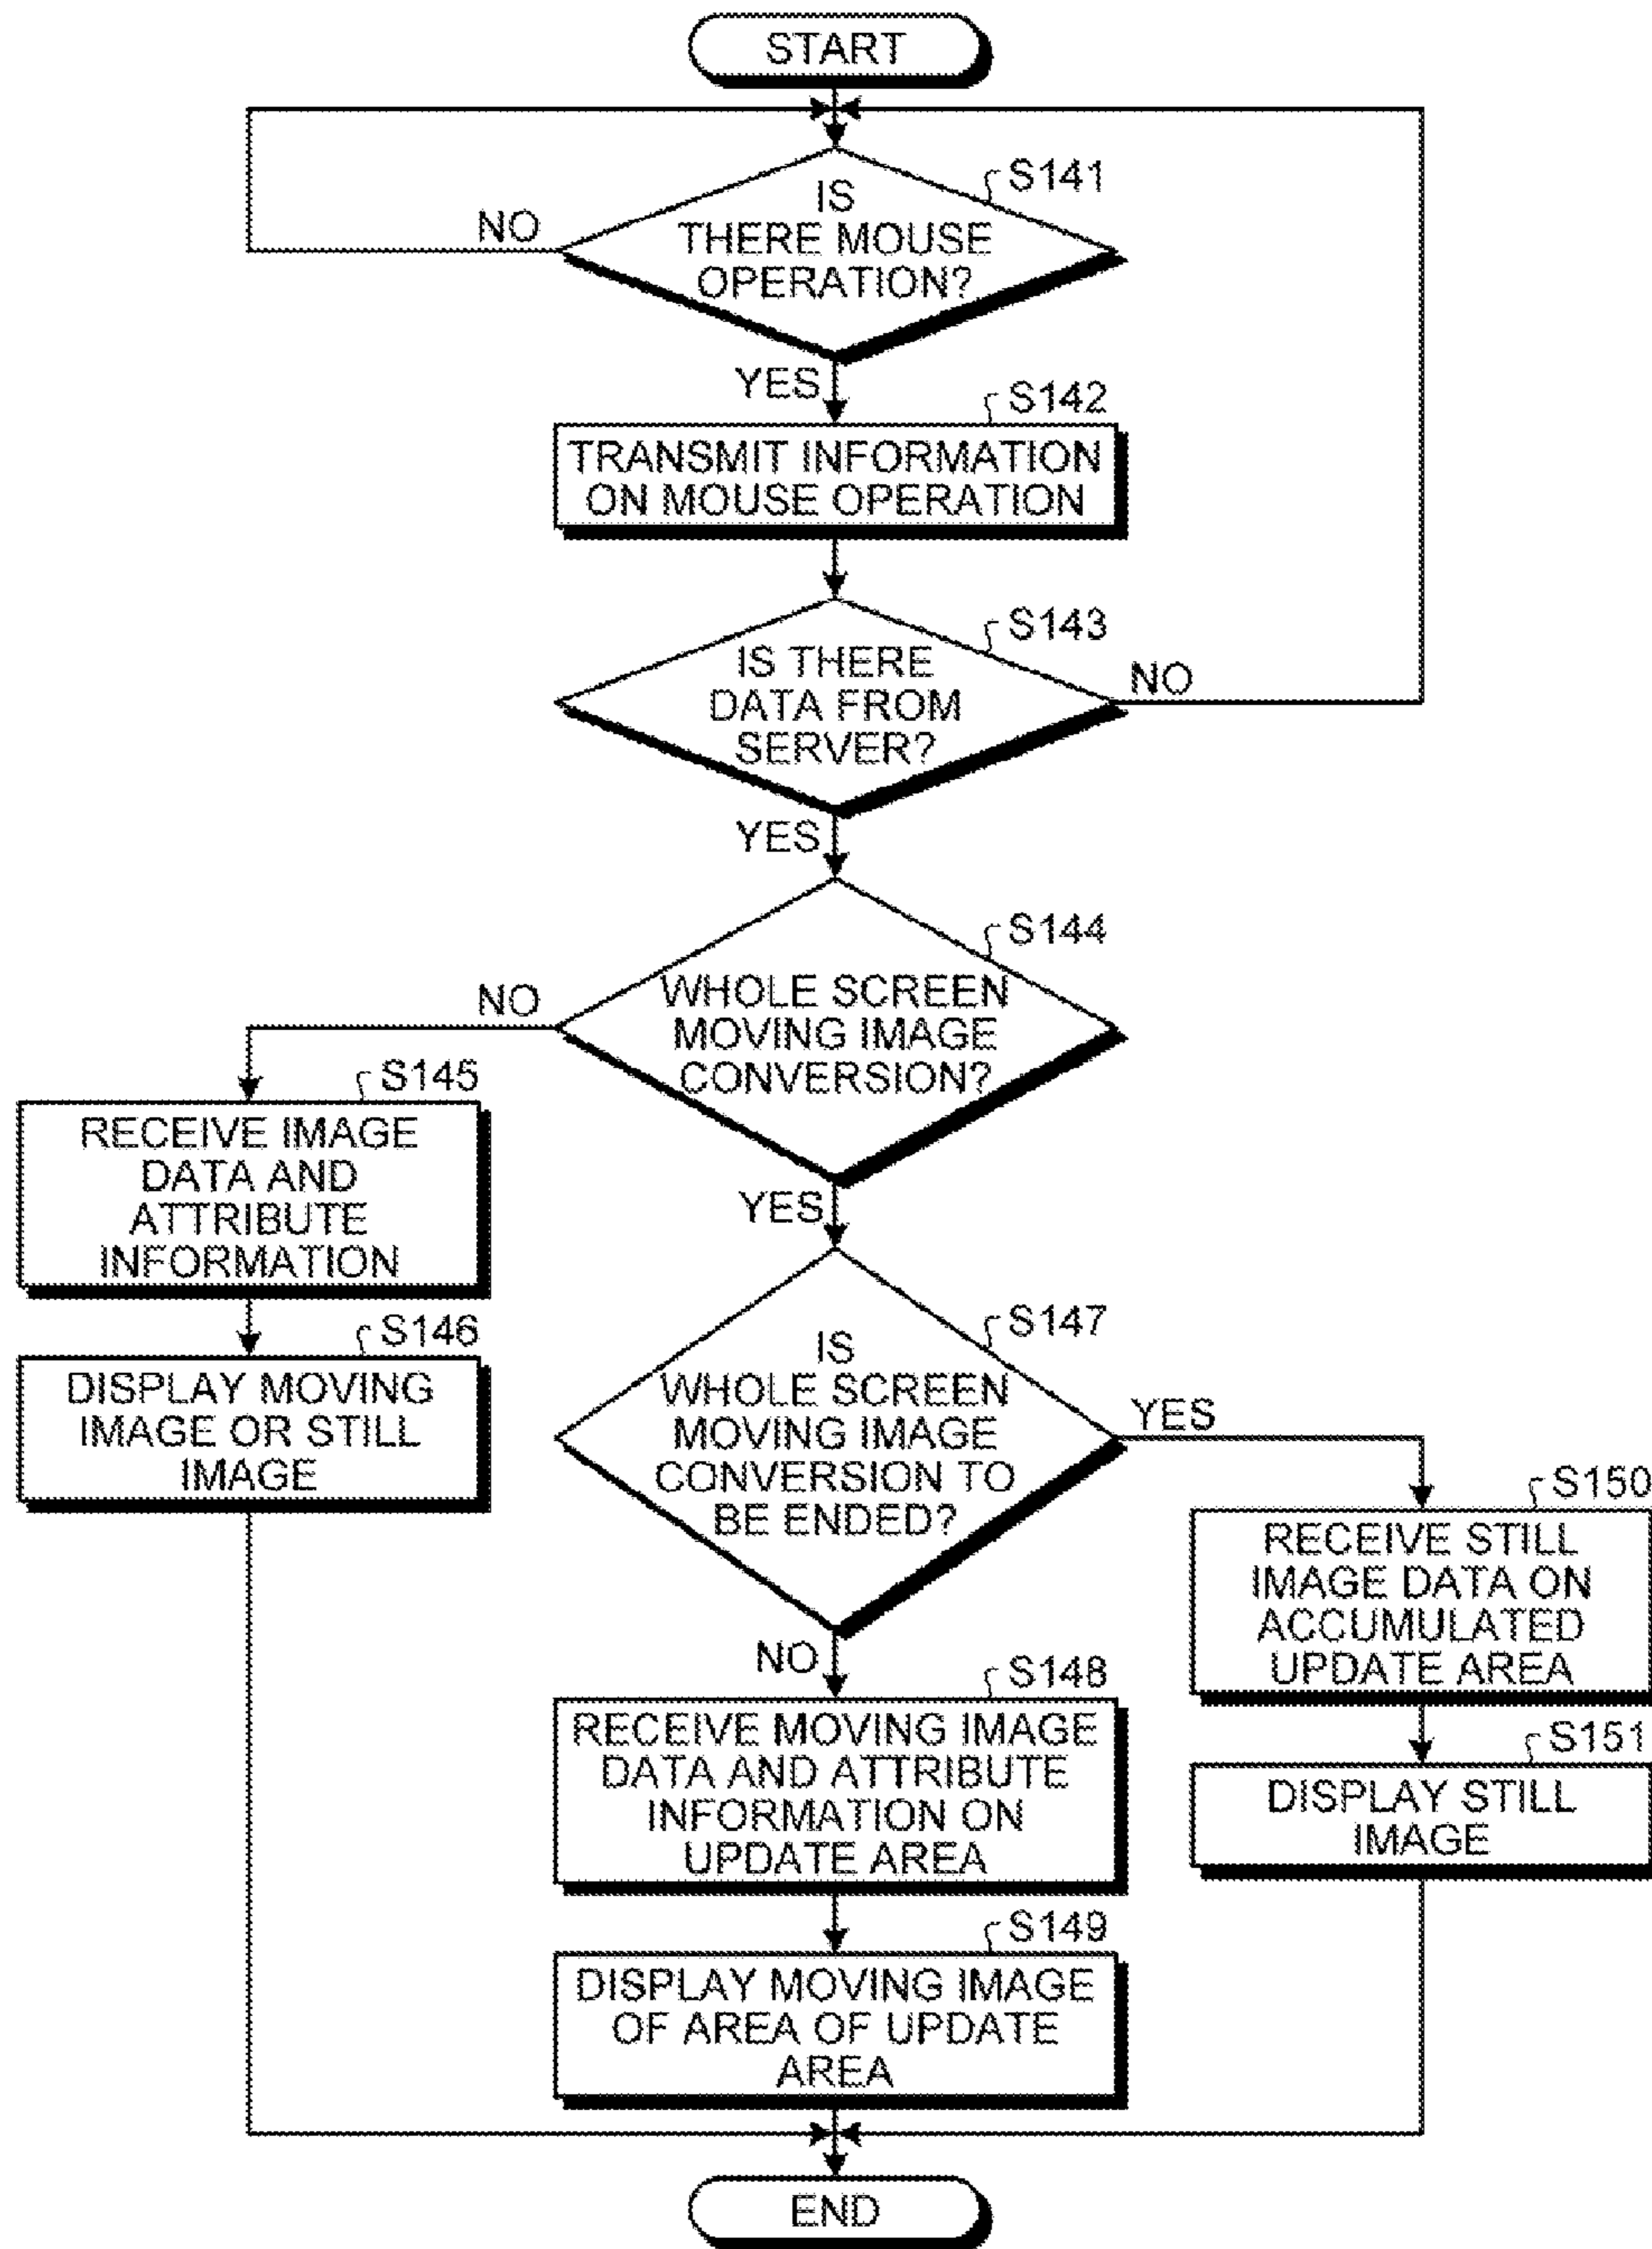 START
S141
IS
THERE MOUSE
OPERATION?
NO
YES
S142
TRANSMIT INFORMATION
ON MOUSE OPERATION
S143
IS THERE
DATA FROM
SERVER?
NO
YES
S144
WHOLE SCREEN
MOVING IMAGE
CONVERSION?
NO
YES
S145
RECEIVE IMAGE
DATA AND
ATTRIBUTE
INFORMATION
S146
DISPLAY MOVING
IMAGE OR STILL
IMAGE
S147
IS
WHOLE SCREEN
MOVING IMAGE
CONVERSION TO
BE ENDED?
YES
NO
S148
RECEIVE MOVING IMAGE
DATA AND ATTRIBUTE
INFORMATION ON
UPDATE AREA
S149
DISPLAY MOVING IMAGE
OF AREA OF UPDATE
AREA
S150
RECEIVE STILL
IMAGE DATA ON
ACCUMULATED
UPDATE AREA
S151
DISPLAY STILL
IMAGE
END